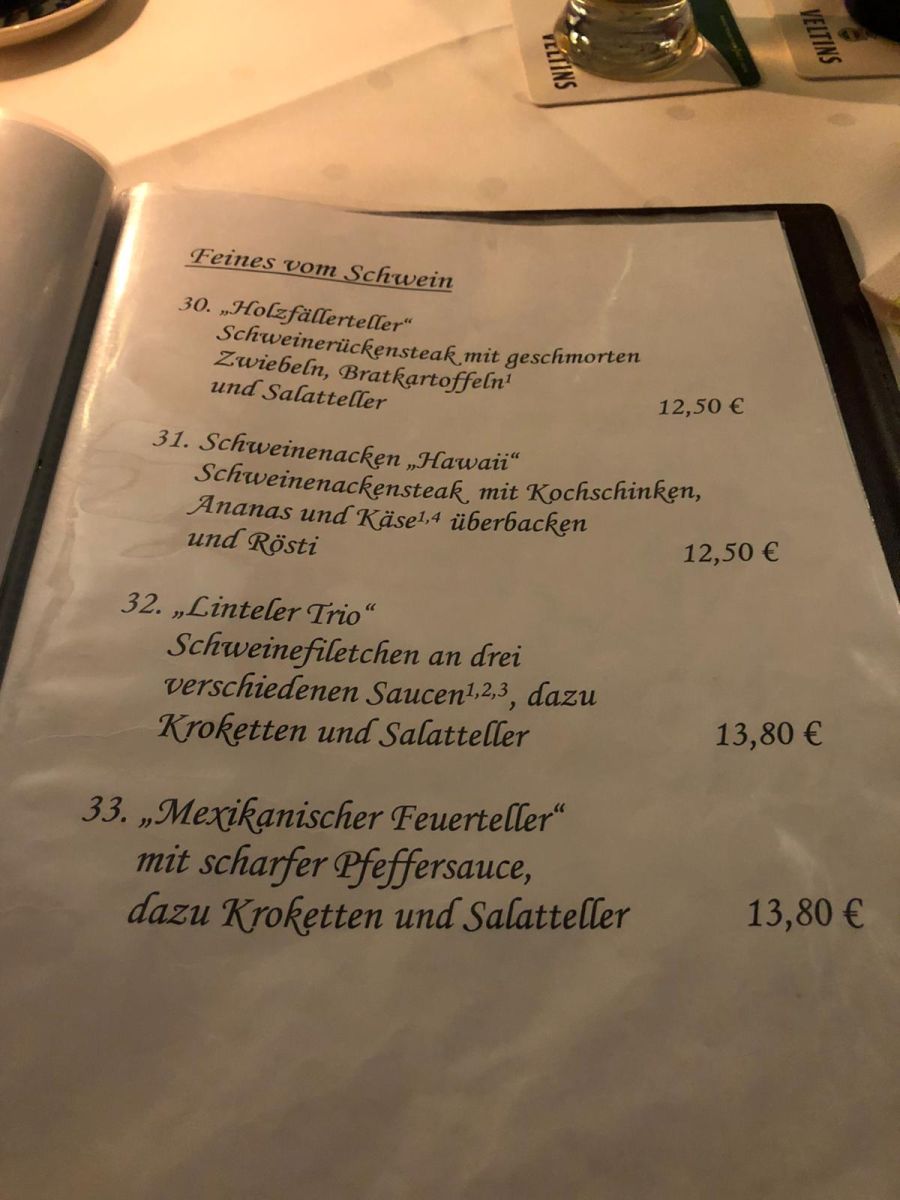 VELTINS
VELTINS
Feines vom Schwein
30. „Holzfällerteller“
Schweinerückensteak mit geschmorten
Zwiebeln, Bratkartoffeln¹
und Salatteller 12,50 €
31. Schweinenacken „Hawaii“
Schweinenackensteak mit Kochschinken,
Ananas und Käse¹,⁴ überbacken
und Rösti 12,50 €
32. „Linteler Trio“
Schweinefiletchen an drei
verschiedenen Saucen¹,²,³, dazu
Kroketten und Salatteller 13,80 €
33. „Mexikanischer Feuerteller“
mit scharfer Pfeffersauce,
dazu Kroketten und Salatteller 13,80 €